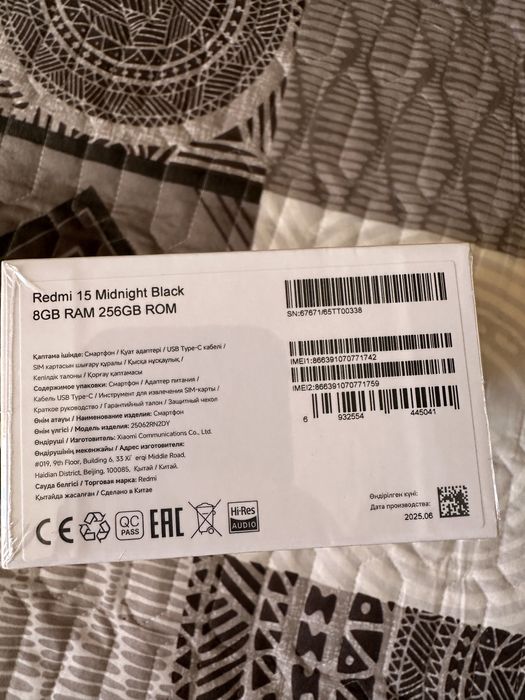 Redmi 15 Midnight Black
8GB RAM 256GB ROM
SN:67671/65TT00338
IMEI1:866391070771742
IMEI2:866391070771759
6 932554 445041
Қаптама ішінде: Смартфон / Қуат адаптері / USB Type-C кабелі /
SIM картасын шығару құралы / Қысқа нұсқаулық /
Кепілдік талоны / Қорғау қаптамасы
Содержимое упаковки: Смартфон / Адаптер питания /
Кабель USB Type-C / Инструмент для извлечения SIM-карты /
Краткое руководство / Гарантийный талон / Защитный чехол
Өнім атауы / Наименование изделия: Смартфон
Өнім үлгісі / Модель изделия: 25062RN2DY
Өндіруші / Изготовитель: Xiaomi Communications Co., Ltd.
Өндірушінің мекенжайы / Адрес изготовителя:
#019, 9th Floor, Building 6, 33 Xi'erqi Middle Road,
Haidian District, Beijing, 100085, Қытай / Китай.
Сауда белгісі / Торговая марка: Redmi
Қытайда жасалған / Сделано в Китае
CE
QC
PASS
EAC
Hi-Res
AUDIO
Өндірілген күні:
Дата производства:
2025.06